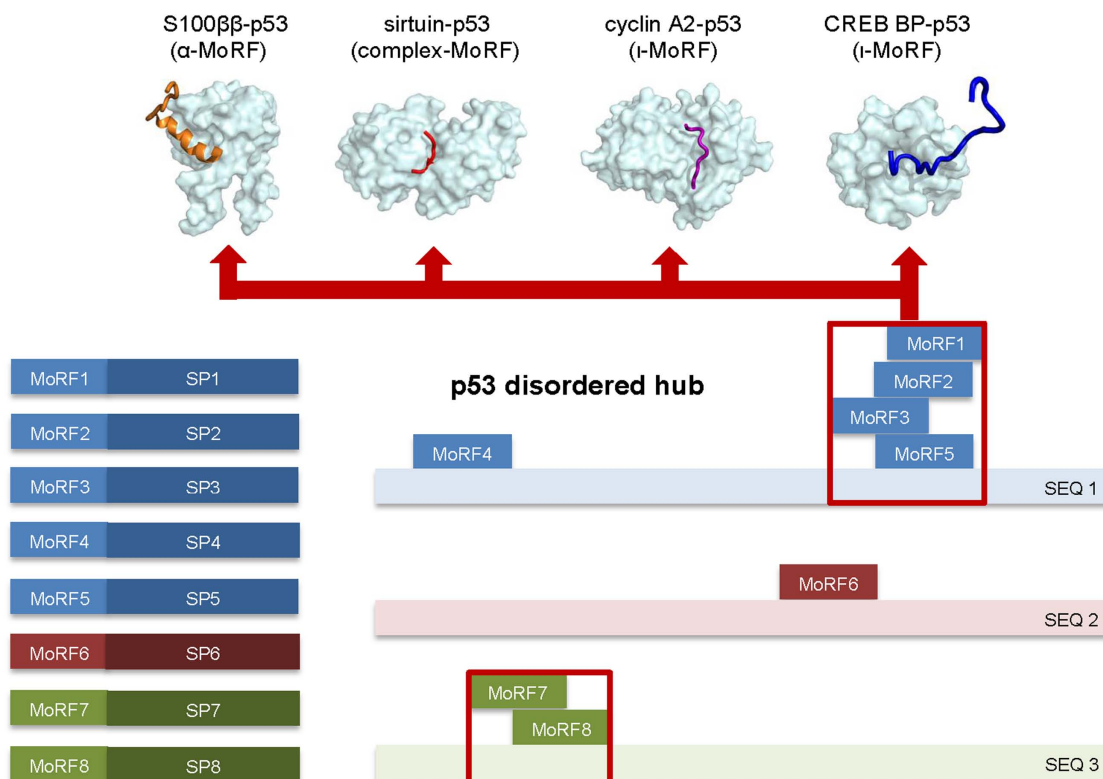 S100ββ-p53
(α-MoRF)
sirtuin-p53
(complex-MoRF)
cyclin A2-p53
(ι-MoRF)
CREB BP-p53
(ι-MoRF)
p53 disordered hub
MoRF1 SP1
MoRF2 SP2
MoRF3 SP3
MoRF4 SP4
MoRF5 SP5
MoRF6 SP6
MoRF7 SP7
MoRF8 SP8
MoRF1
MoRF2
MoRF3
MoRF4
MoRF5
SEQ 1
MoRF6
SEQ 2
MoRF7
MoRF8
SEQ 3